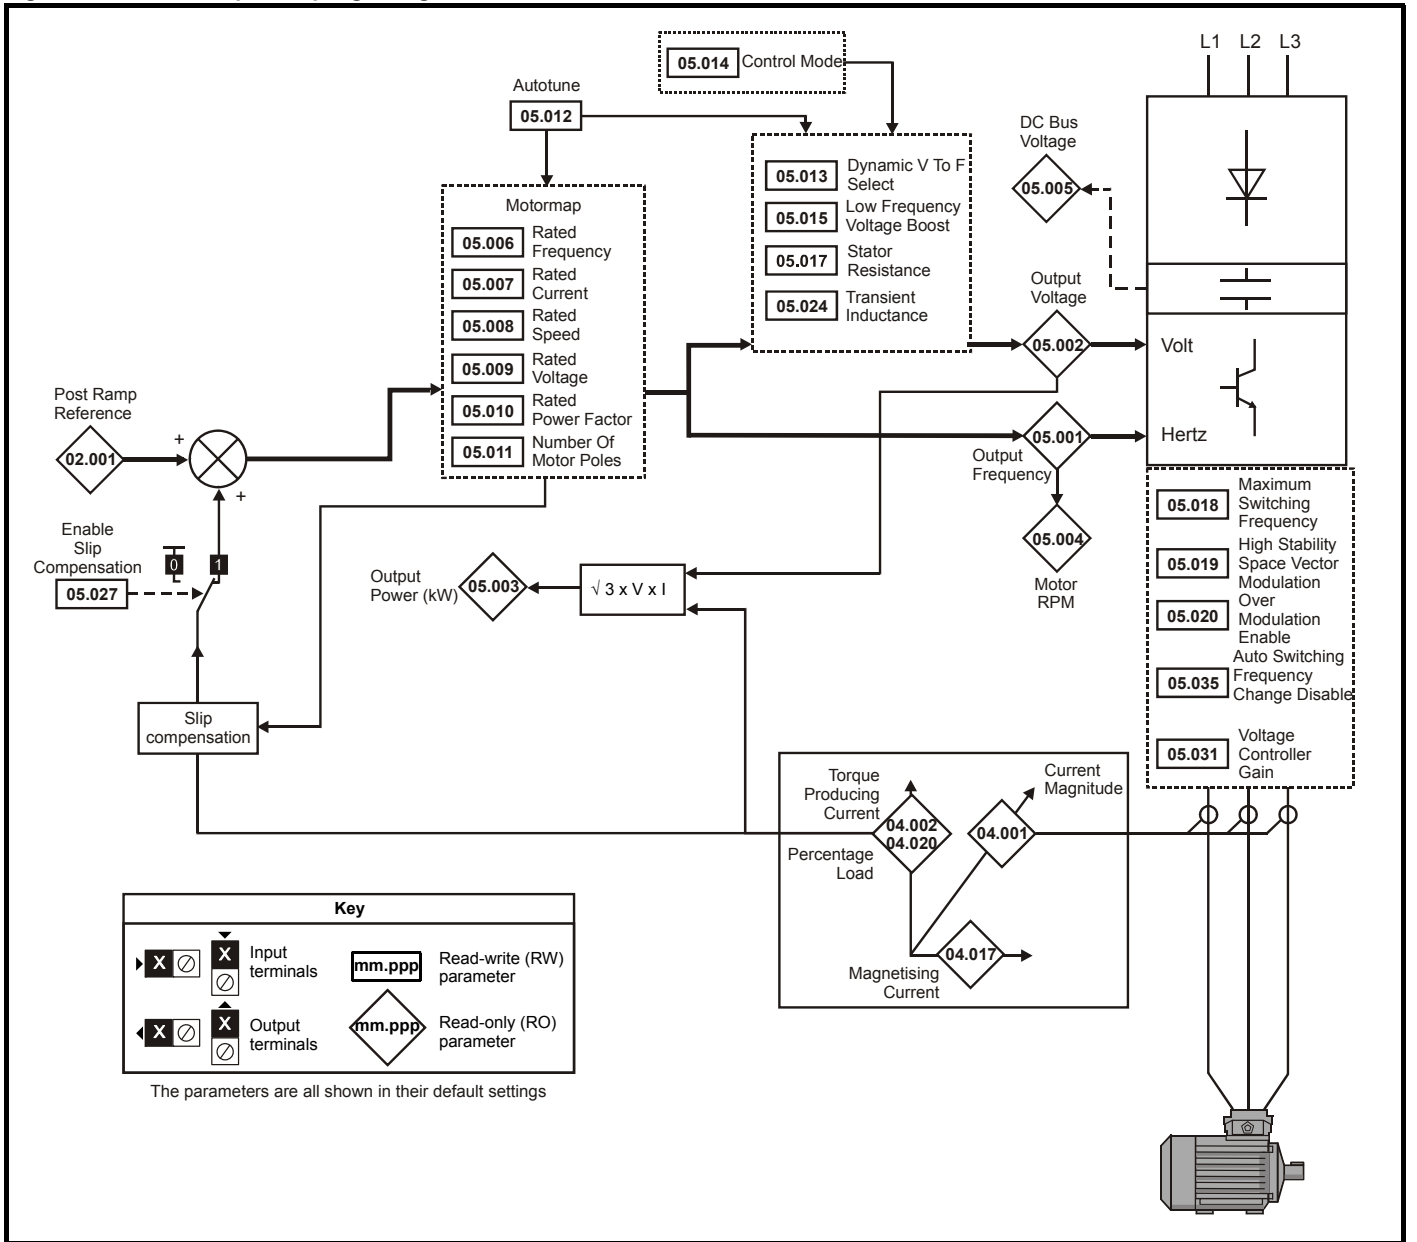 05.014 Control Mode
L1 L2 L3
Autotune
05.012
DC Bus
Voltage
05.005
05.013 Dynamic V To F
Select
05.015 Low Frequency
Voltage Boost
05.017 Stator
Resistance
05.024 Transient
Inductance
Motormap
05.006 Rated
Frequency
05.007 Rated
Current
05.008 Rated
Speed
05.009 Rated
Voltage
05.010 Rated
Power Factor
05.011 Number Of
Motor Poles
Output
Voltage
05.002
Volt
Hertz
05.001
Output
Frequency
05.004
Motor
RPM
Post Ramp
Reference
02.001
+
+
Enable
Slip
Compensation
05.027
0
1
Output
Power (kW)
05.003
√ 3 x V x I
Slip
compensation
05.018 Maximum
Switching
Frequency
05.019 High Stability
Space Vector
Modulation
05.020 Over
Modulation
Enable
05.035 Auto Switching
Frequency
Change Disable
05.031 Voltage
Controller
Gain
Torque
Producing
Current
04.002
04.020
Percentage
Load
Current
Magnitude
04.001
04.017
Magnetising
Current
Key
X X Input
terminals
mm.ppp Read-write (RW)
parameter
X X Output
terminals
mm.ppp Read-only (RO)
parameter
The parameters are all shown in their default settings